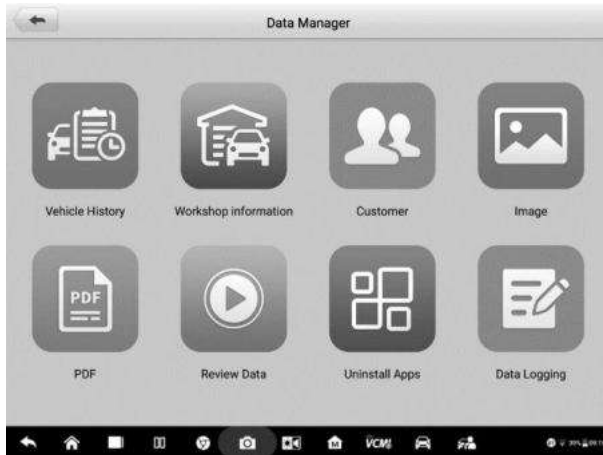 Data Manager
Vehicle History
Workshop information
Customer
Image
PDF
PDF
Review Data
Uninstall Apps
Data Logging
M
VCMI